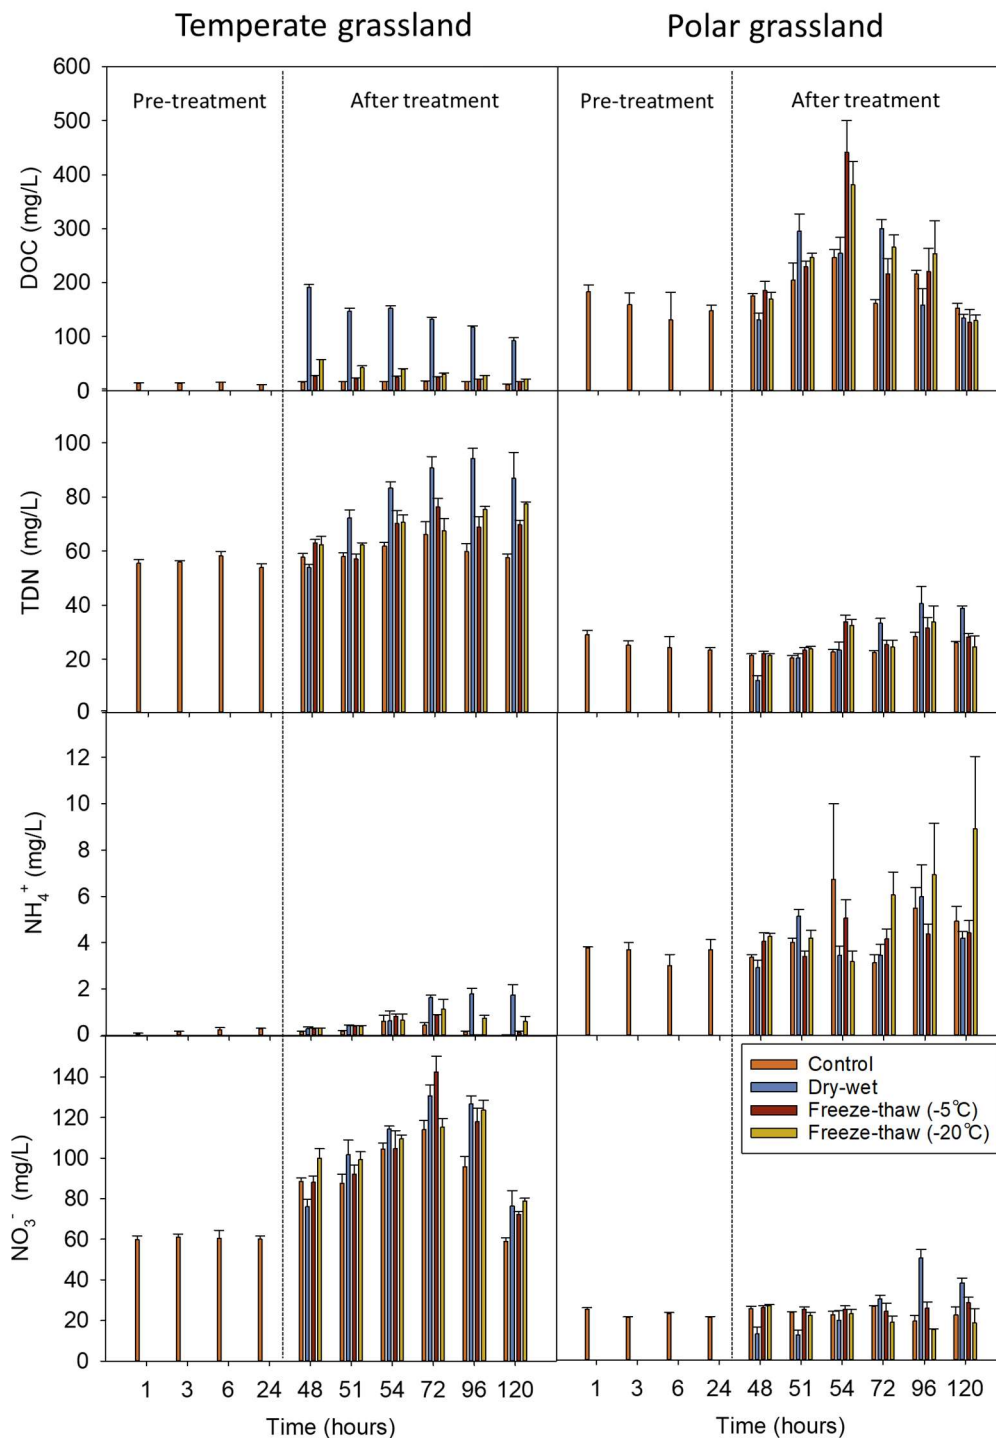 Temperate grassland
Polar grassland
Pre-treatment
After treatment
Pre-treatment
After treatment
DOC (mg/L)
600
500
400
300
200
100
0
TDN (mg/L)
100
80
60
40
20
0
NH₄⁺ (mg/L)
12
10
8
6
4
2
0
NO₃⁻ (mg/L)
140
120
100
80
60
40
20
0
Control
Dry-wet
Freeze-thaw (-5°C)
Freeze-thaw (-20°C)
1 3 6 24 48 51 54 72 96 120
1 3 6 24 48 51 54 72 96 120
Time (hours)
Time (hours)